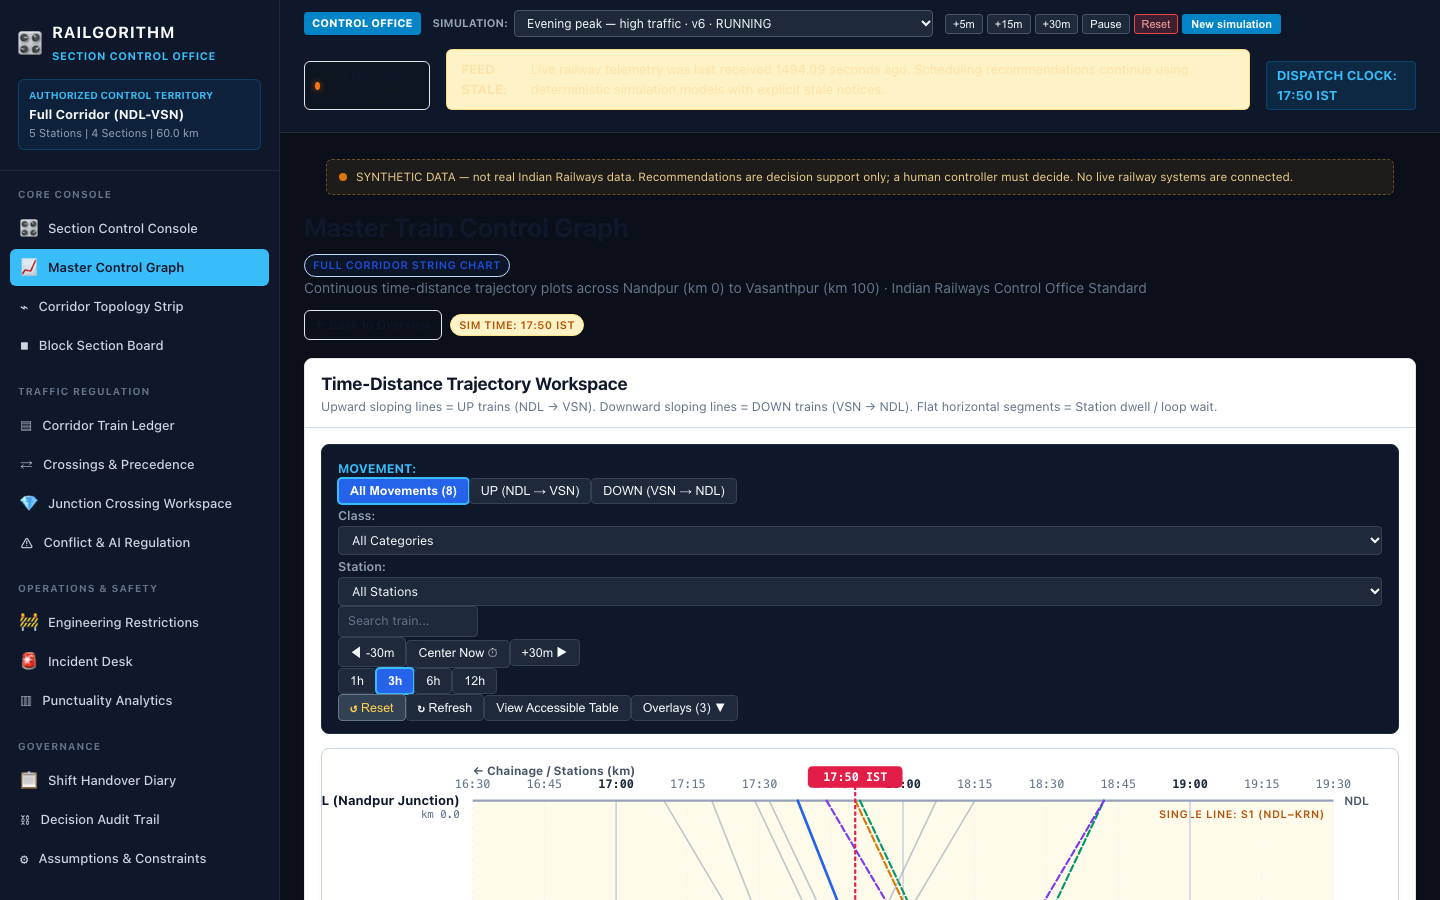 RAILGORITHM
SECTION CONTROL OFFICE
AUTHORIZED CONTROL TERRITORY
Full Corridor (NDL-VSN)
5 Stations | 4 Sections | 60.0 km
CORE CONSOLE
Section Control Console
Master Control Graph
Corridor Topology Strip
Block Section Board
TRAFFIC REGULATION
Corridor Train Ledger
Crossings & Precedence
Junction Crossing Workspace
Conflict & AI Regulation
OPERATIONS & SAFETY
Engineering Restrictions
Incident Desk
Punctuality Analytics
GOVERNANCE
Shift Handover Diary
Decision Audit Trail
Assumptions & Constraints
CONTROL OFFICE SIMULATION: Evening peak — high traffic · v6 · RUNNING +5m +15m +30m Pause Reset New simulation
FEED STALE: Live railway telemetry was last received 1494.09 seconds ago. Scheduling recommendations continue using
deterministic simulation models with explicit stale notices.
DISPATCH CLOCK:
17:50 IST
SYNTHETIC DATA — not real Indian Railways data. Recommendations are decision support only; a human controller must decide. No live railway systems are connected.
Master Train Control Graph
FULL CORRIDOR STRING CHART
Continuous time-distance trajectory plots across Nandpur (km 0) to Vasanthpur (km 100) · Indian Railways Control Office Standard
← Back to Overview SIM TIME: 17:50 IST
Time-Distance Trajectory Workspace
Upward sloping lines = UP trains (NDL → VSN). Downward sloping lines = DOWN trains (VSN → NDL). Flat horizontal segments = Station dwell / loop wait.
MOVEMENT:
All Movements (8) UP (NDL → VSN) DOWN (VSN → NDL)
Class:
All Categories
Station:
All Stations
Search train...
◀ -30m Center Now ⏱ +30m ▶
1h 3h 6h 12h
↺ Reset ↻ Refresh View Accessible Table Overlays (3) ▼
← Chainage / Stations (km)
17:50 IST
16:30 16:45 17:00 17:15 17:30 :00 18:15 18:30 18:45 19:00 19:15 19:30
L (Nandpur Junction) NDL
km 0.0 SINGLE LINE: S1 (NDL–KRN)